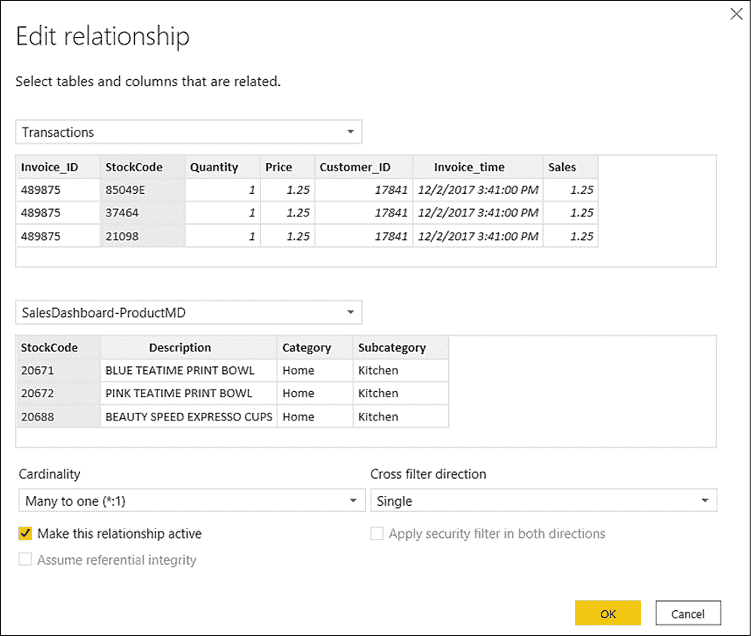 Edit relationship
Select tables and columns that are related.
Transactions
Invoice_ID StockCode Quantity Price Customer_ID Invoice_time Sales
489875 85049E 1 1.25 17841 12/2/2017 3:41:00 PM 1.25
489875 37464 1 1.25 17841 12/2/2017 3:41:00 PM 1.25
489875 21098 1 1.25 17841 12/2/2017 3:41:00 PM 1.25
SalesDashboard-ProductMD
StockCode Description Category Subcategory
20671 BLUE TEATIME PRINT BOWL Home Kitchen
20672 PINK TEATIME PRINT BOWL Home Kitchen
20688 BEAUTY SPEED EXPRESSO CUPS Home Kitchen
Cardinality Cross filter direction
Many to one (*:1) Single
Make this relationship active Apply security filter in both directions
Assume referential integrity
OK Cancel